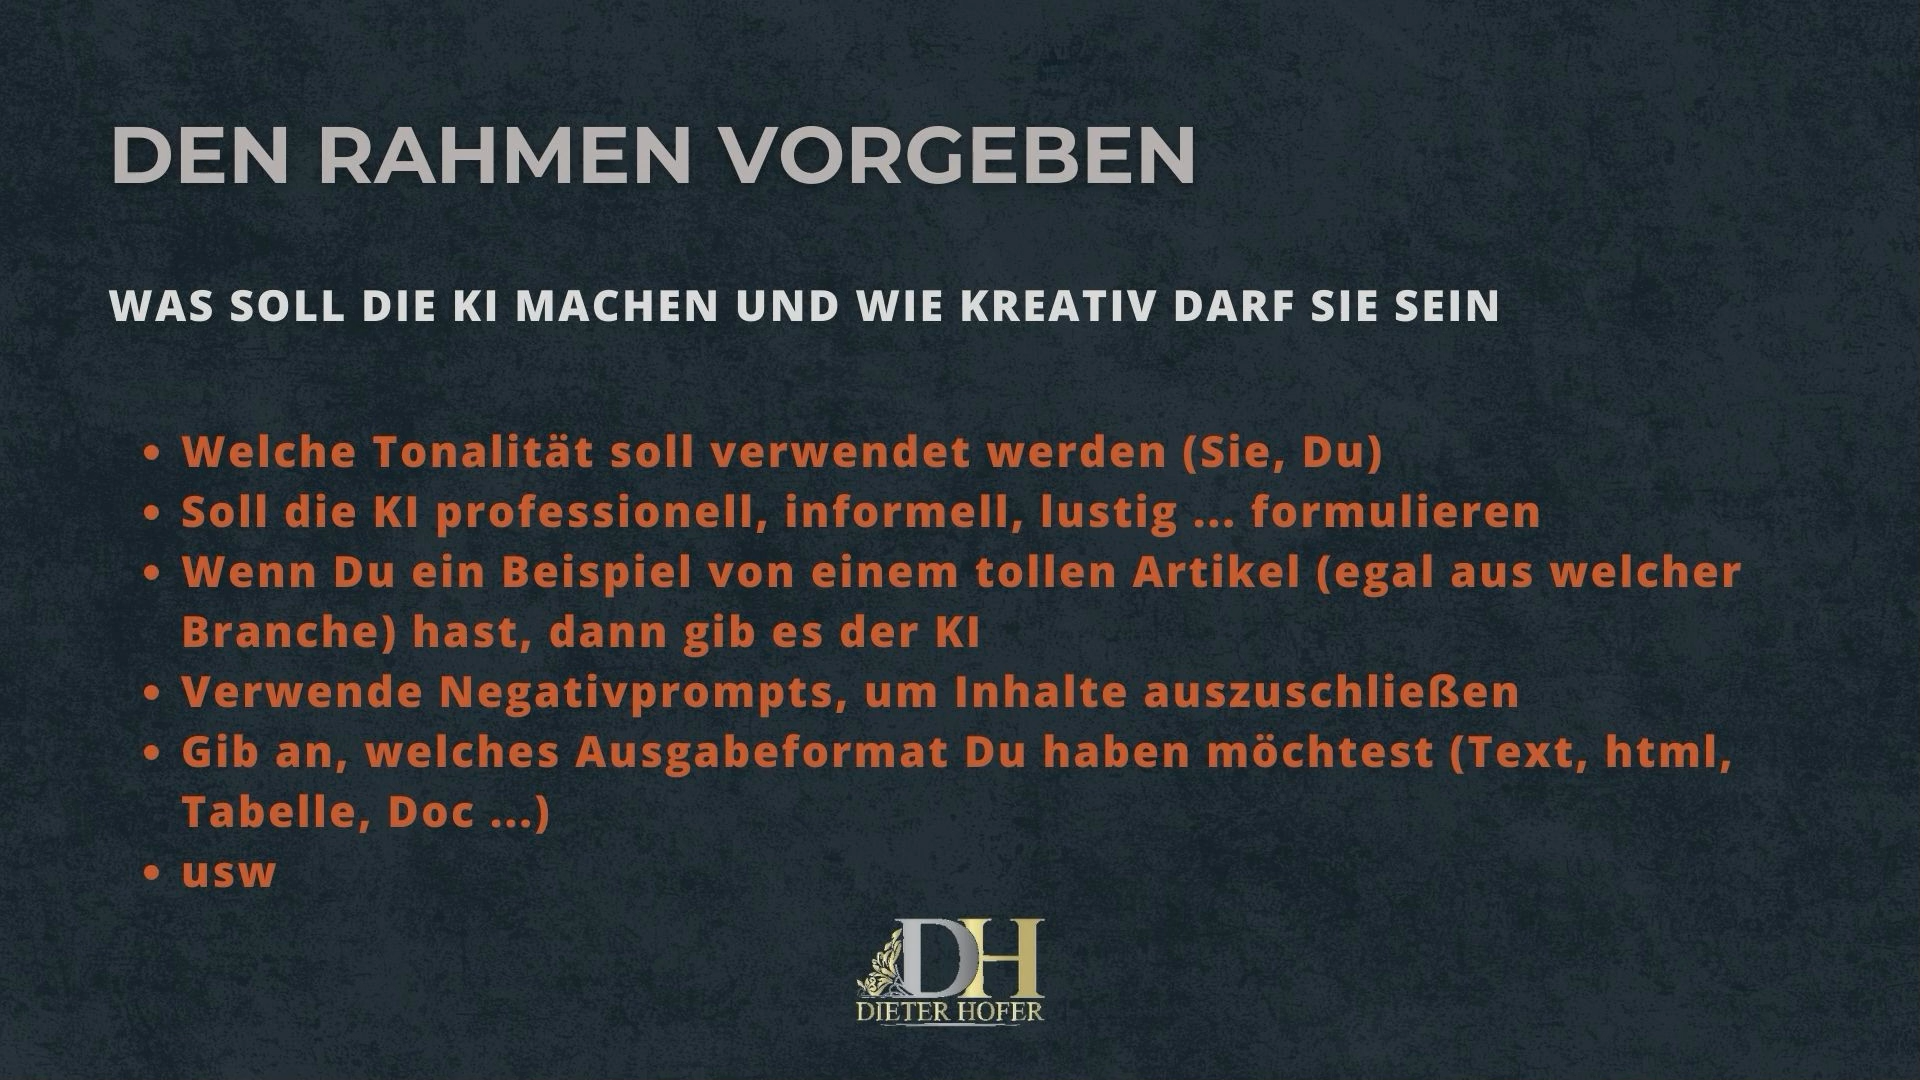 DEN RAHMEN VORGEBEN
WAS SOLL DIE KI MACHEN UND WIE KREATIV DARF SIE SEIN
• Welche Tonalität soll verwendet werden (Sie, Du)
• Soll die KI professionell, informell, lustig ... formulieren
• Wenn Du ein Beispiel von einem tollen Artikel (egal aus welcher
Branche) hast, dann gib es der KI
• Verwende Negativprompts, um Inhalte auszuschließen
• Gib an, welches Ausgabeformat Du haben möchtest (Text, html,
Tabelle, Doc ...)
• usw
DH
DIETER HOFER